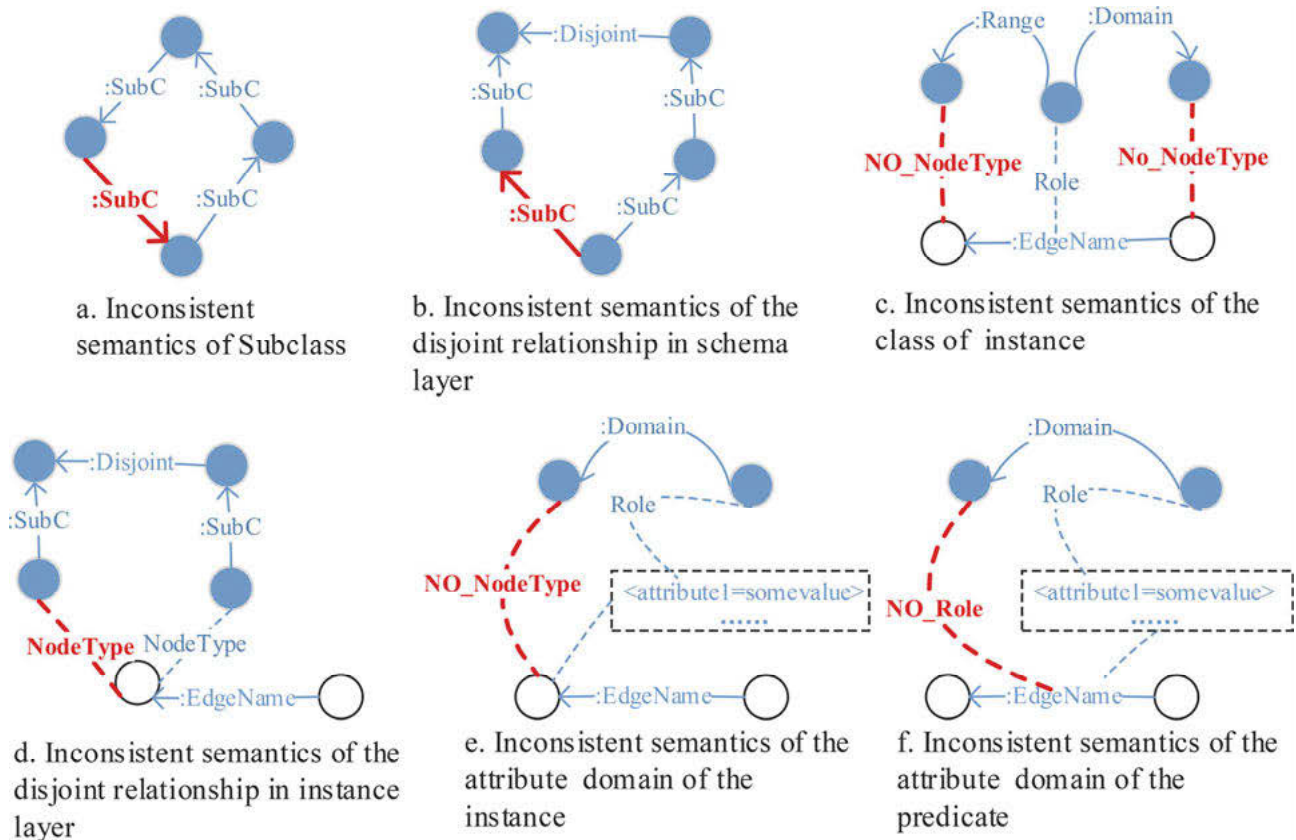 :SubC
:SubC
:SubC
:SubC
a. Inconsistent
semantics of Subclass
:Disjoint
:SubC
:SubC
:SubC
:SubC
b. Inconsistent semantics of the
disjoint relationship in schema
layer
:Range
:Domain
NO_NodeType
No_NodeType
Role
:EdgeName
c. Inconsistent semantics of the
class of instance
:Disjoint
:SubC
:SubC
NodeType
NodeType
:EdgeName
d. Inconsistent semantics of the
disjoint relationship in instance
layer
:Domain
Role
NO_NodeType
<attribute1=somevalue>
......
:EdgeName
e. Inconsistent semantics of the
attribute domain of the
instance
:Domain
Role
NO_Role
<attribute1=somevalue>
......
:EdgeName
f. Inconsistent semantics of the
attribute domain of the
predicate